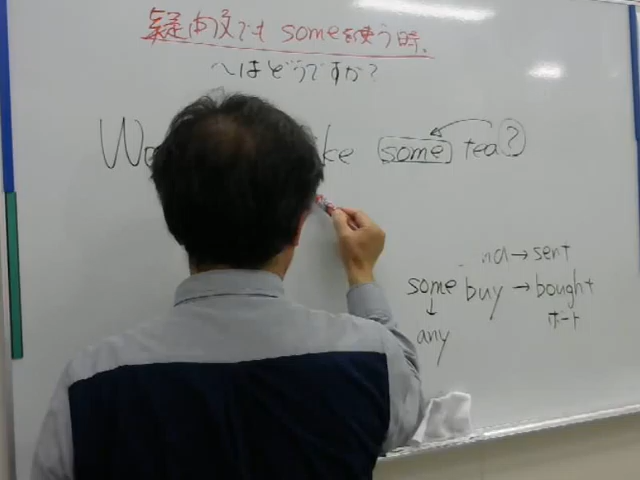 疑問文でも someを使う時、
〜はどうですか?
Wo ke some tea?
→ sent
some buy → bought
↓ ボート
any